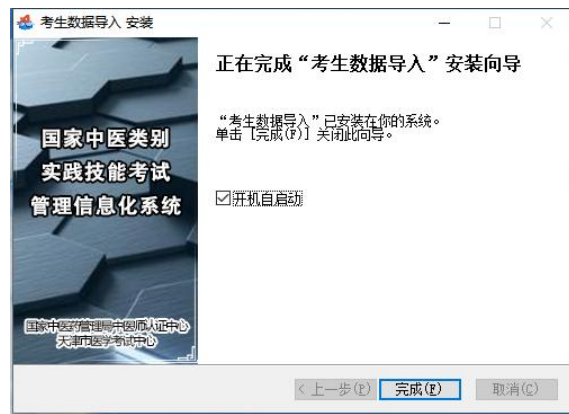 考生数据导入 安装
国家中医类别
实践技能考试
管理信息化系统
国家中医药管理局中医师认证中心
天津市医学考试中心
正在完成“考生数据导入”安装向导
“考生数据导入”已安装在你的系统。
单击 [完成(F)] 关闭此向导。
开机自启动
< 上一步(P)
完成(F)
取消(C)